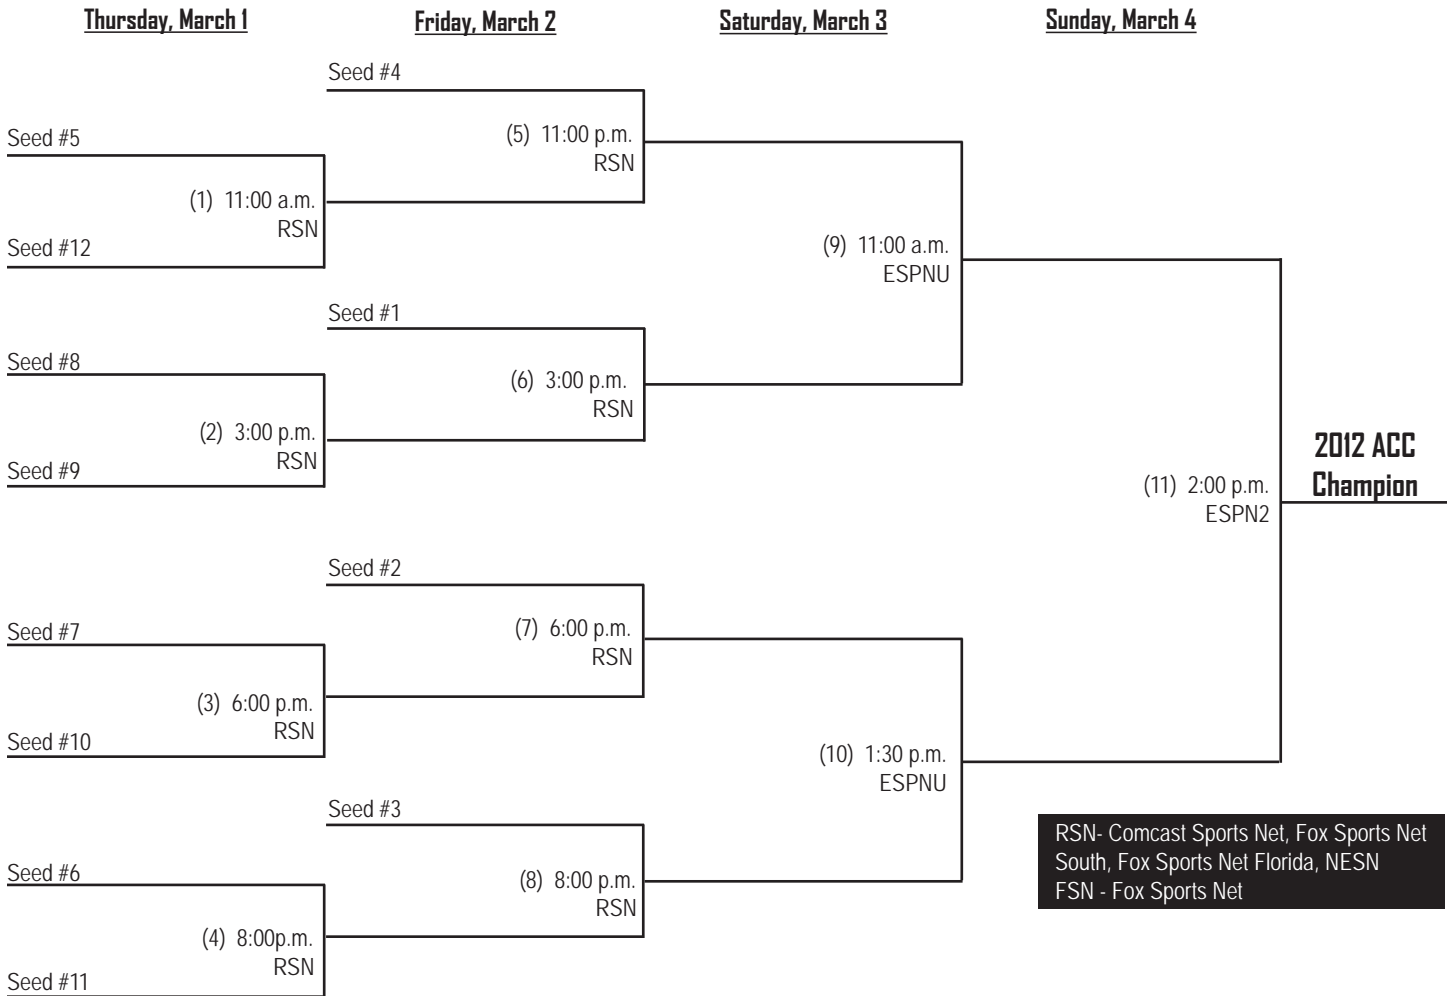 Thursday, March 1
Friday, March 2
Saturday, March 3
Sunday, March 4
Seed #5
(1) 11:00 a.m.
RSN
Seed #12
Seed #8
(2) 3:00 p.m.
RSN
Seed #9
Seed #7
(3) 6:00 p.m.
RSN
Seed #10
Seed #6
(4) 8:00p.m.
RSN
Seed #11
Seed #4
(5) 11:00 p.m.
RSN
Seed #1
(6) 3:00 p.m.
RSN
Seed #2
(7) 6:00 p.m.
RSN
Seed #3
(8) 8:00 p.m.
RSN
(9) 11:00 a.m.
ESPNU
(10) 1:30 p.m.
ESPNU
(11) 2:00 p.m.
ESPN2
2012 ACC
Champion
RSN- Comcast Sports Net, Fox Sports Net
South, Fox Sports Net Florida, NESN
FSN - Fox Sports Net